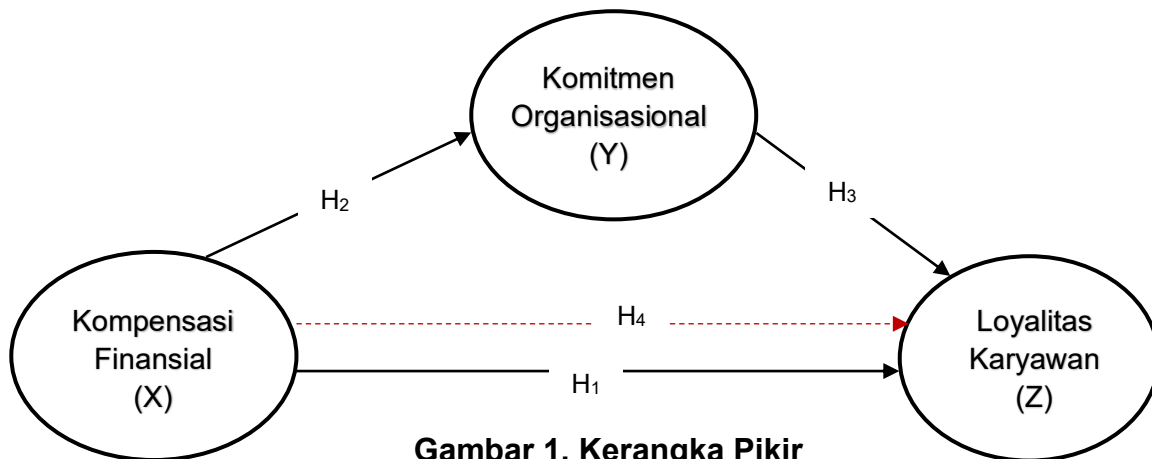 Komitmen
Organisasional
(Y)
H₂
H₃
Kompensasi
Finansial
(X)
H₄
H₁
Loyalitas
Karyawan
(Z)
Gambar 1. Kerangka Pikir